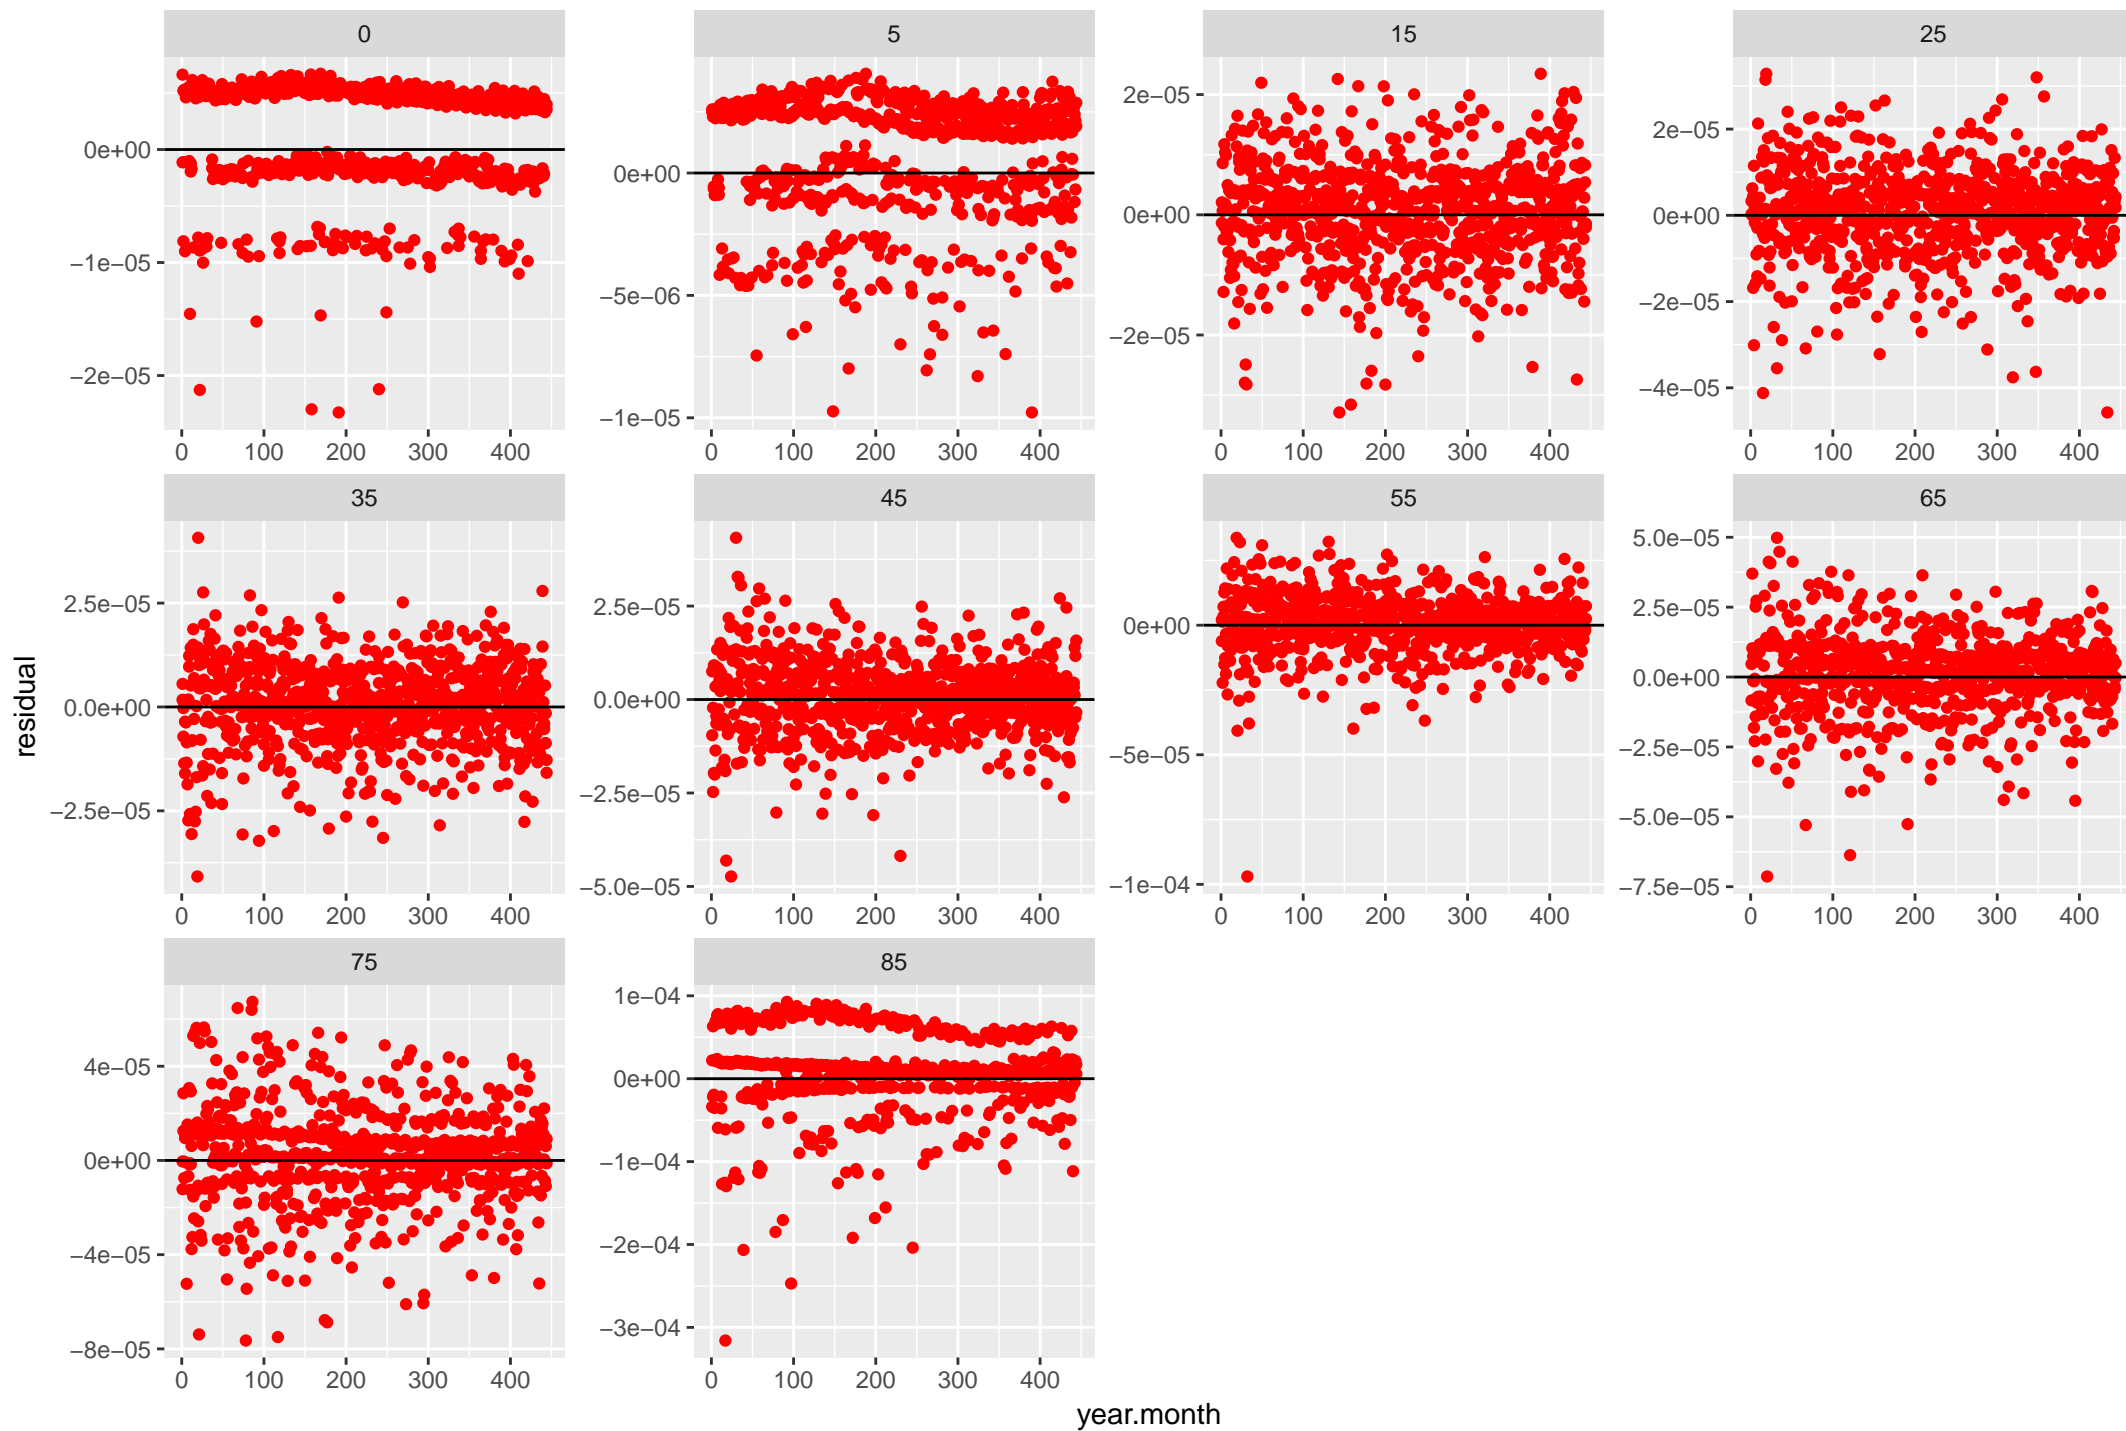 0 5 15 25
0e+00
−1e−05
−2e−05
0 100 200 300 400
0e+00
−5e−06
−1e−05
0 100 200 300 400
2e−05
0e+00
−2e−05
0 100 200 300 400
2e−05
0e+00
−2e−05
−4e−05
0 100 200 300 400
35 45 55 65
2.5e−05
0.0e+00
−2.5e−05
0 100 200 300 400
2.5e−05
0.0e+00
−2.5e−05
−5.0e−05
0 100 200 300 400
0e+00
−5e−05
−1e−04
0 100 200 300 400
5.0e−05
2.5e−05
0.0e+00
−2.5e−05
−5.0e−05
−7.5e−05
0 100 200 300 400
75 85
4e−05
0e+00
−4e−05
−8e−05
0 100 200 300 400
1e−04
0e+00
−1e−04
−2e−04
−3e−04
0 100 200 300 400
residual
year.month